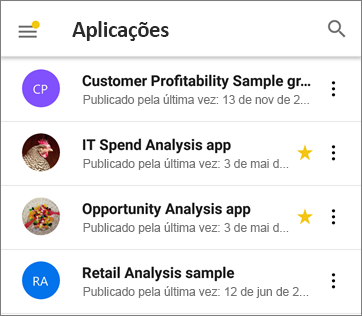 Aplicações
CP
Customer Profitability Sample gr...
Publicado pela última vez: 13 de nov de 2...
IT Spend Analysis app
Publicado pela última vez: 3 de mai d...
Opportunity Analysis app
Publicado pela última vez: 3 de mai d...
RA
Retail Analysis sample
Publicado pela última vez: 12 de jun de 2...